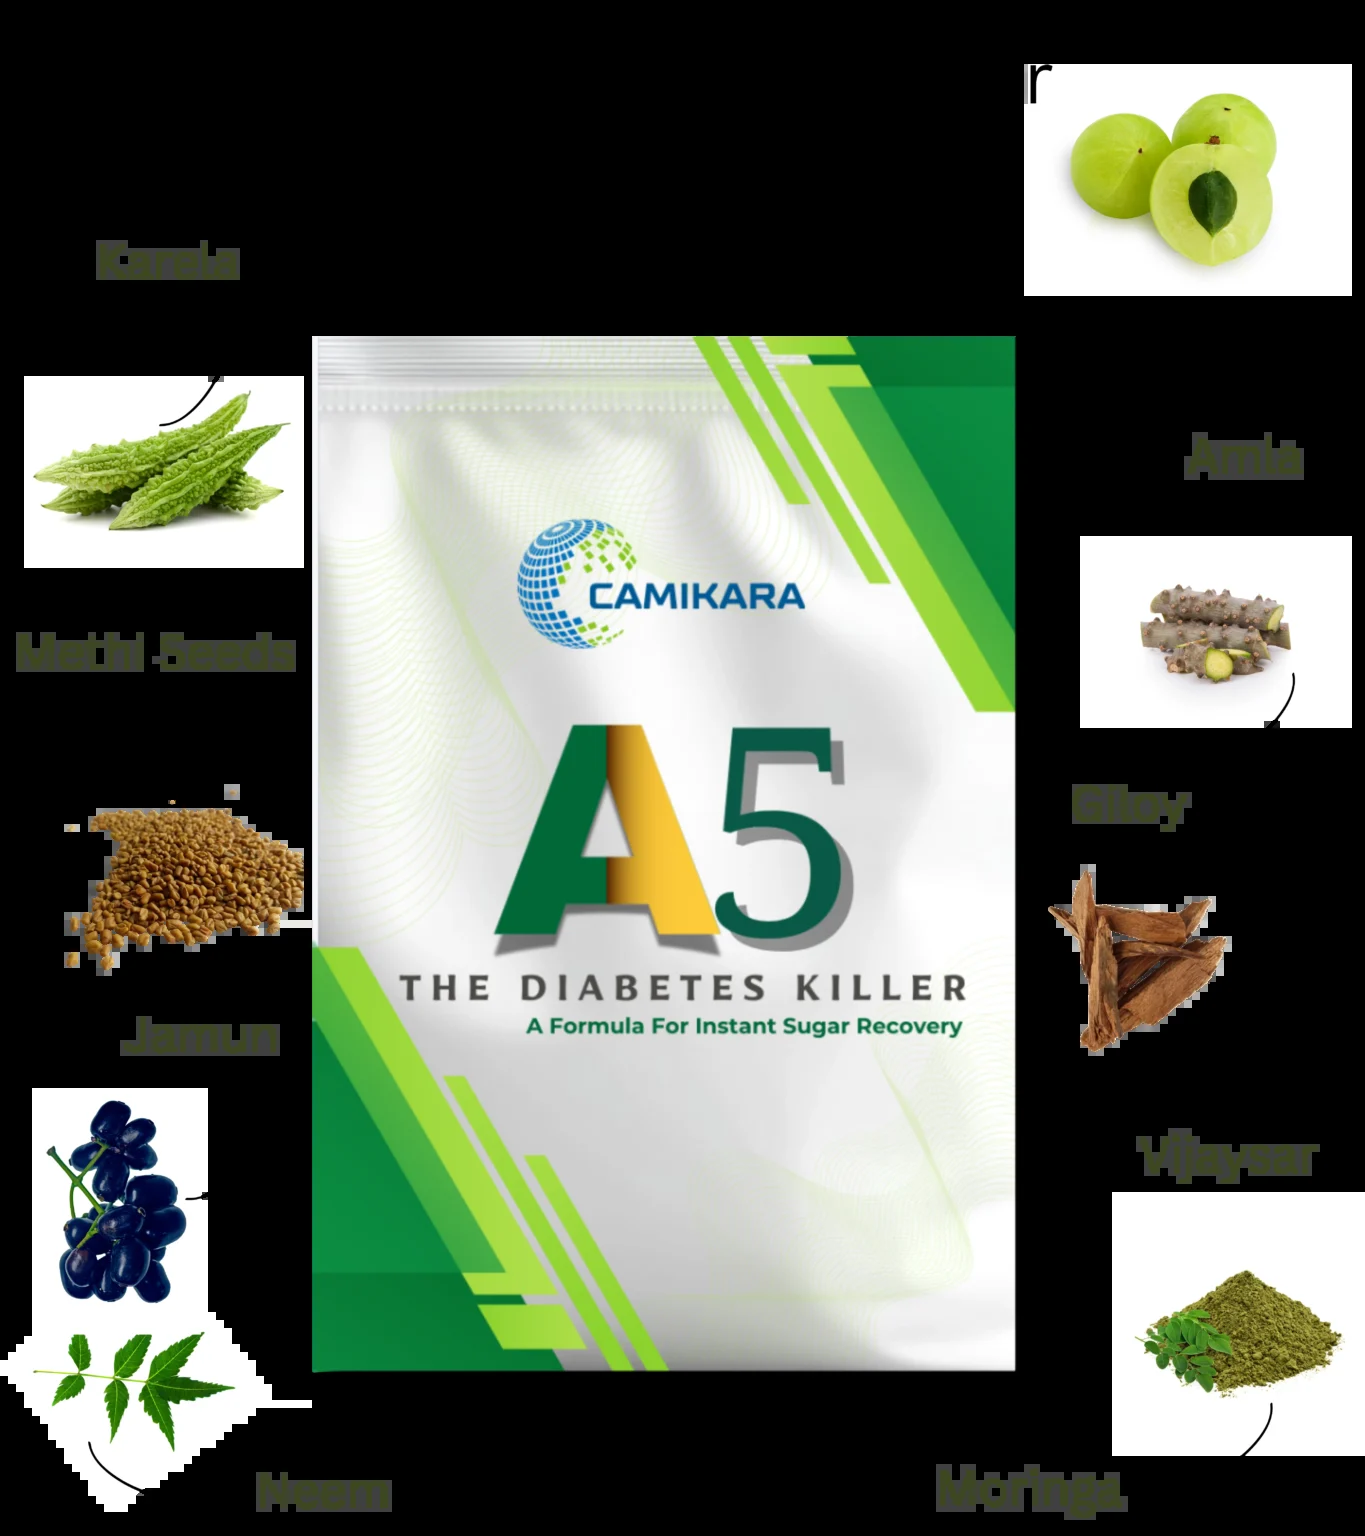 r
Karela
Amla
CAMIKARA
Methi Seeds
A5
Giloy
THE DIABETES KILLER
A Formula For Instant Sugar Recovery
Jamun
Vijaysar
Neem
Moringa